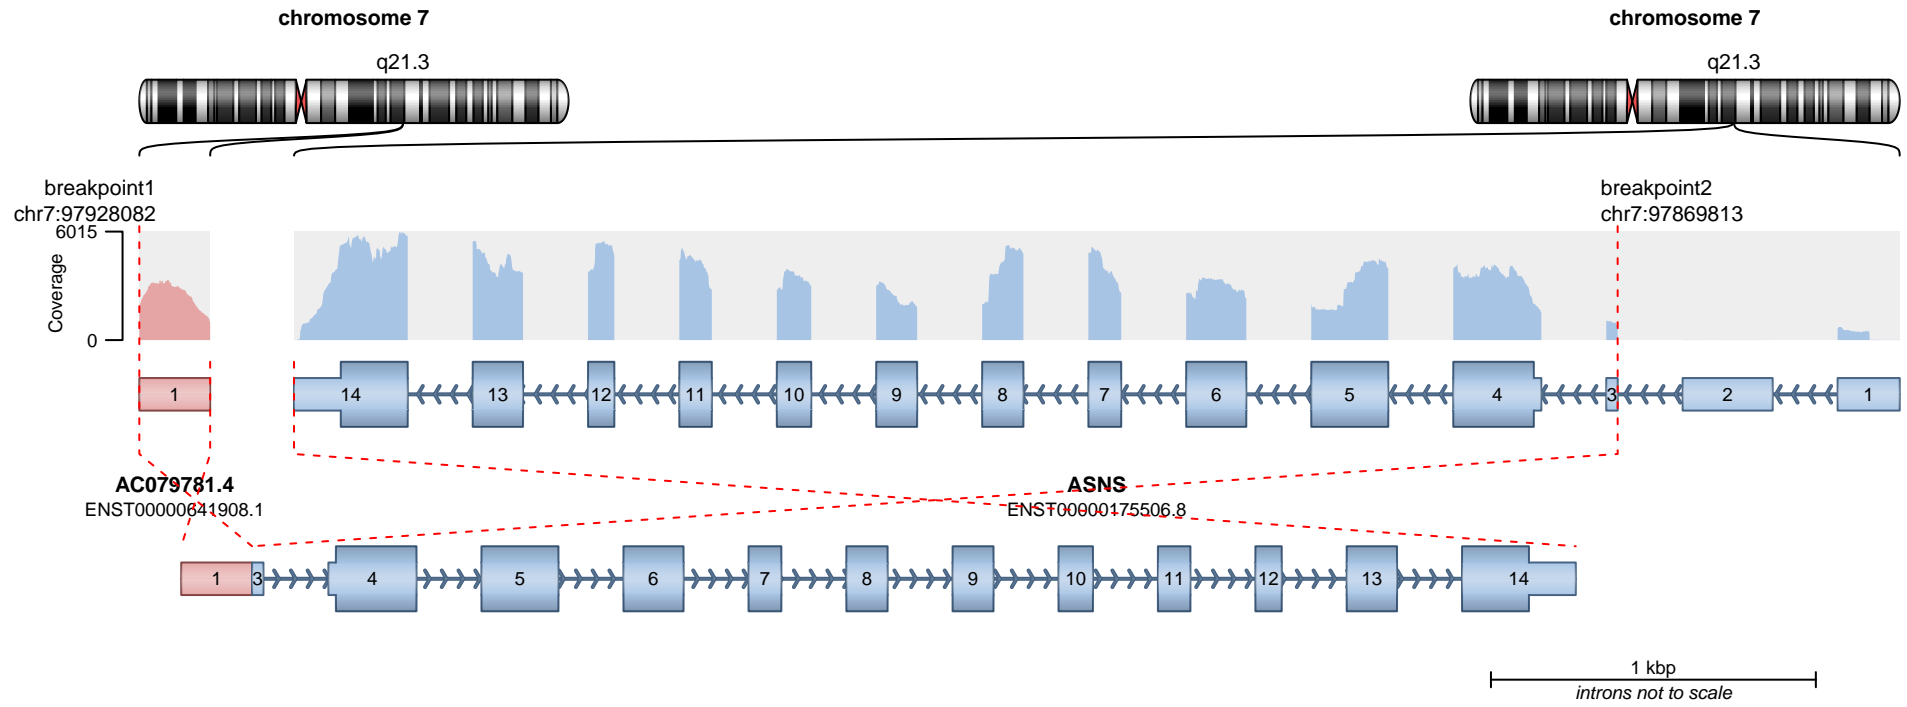 chromosome 7
chromosome 7
q21.3
q21.3
breakpoint1
chr7:97928082
breakpoint2
chr7:97869813
6015
Coverage
0
1 14 13 12 11 10 9 8 7 6 5 4 3 2 1
AC079781.4
ENST00000641908.1
ASNS
ENST00000175506.8
1 3 4 5 6 7 8 9 10 11 12 13 14
1 kbp
introns not to scale